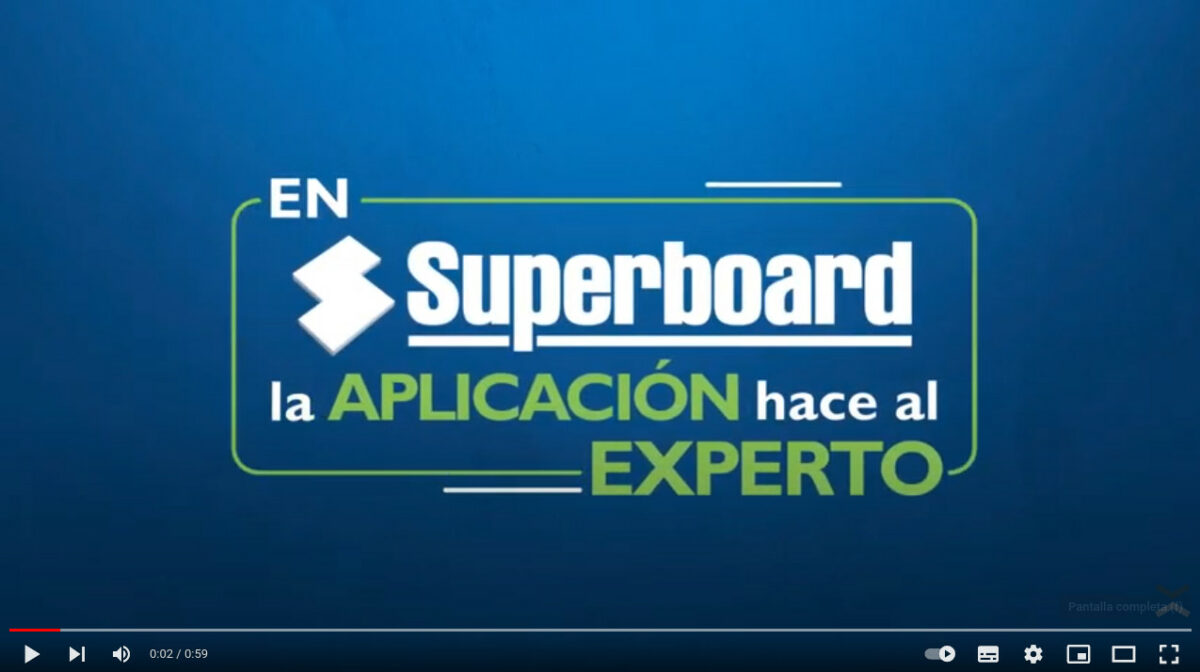 EN
Superboard
la APLICACIÓN hace al
EXPERTO
Pantalla completa (f)
0:02 / 0:59